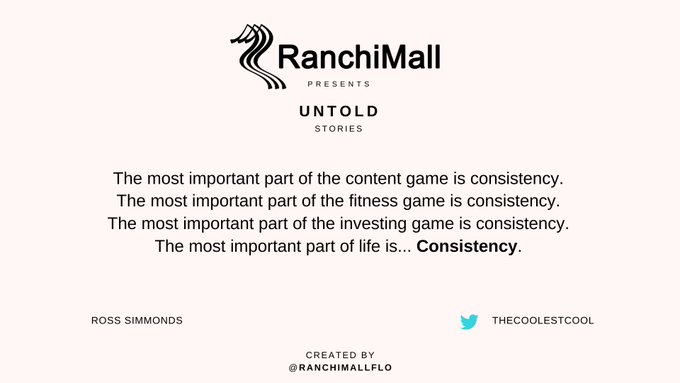 RanchiMall
PRESENTS
UNTOLD
STORIES
The most important part of the content game is consistency.
The most important part of the fitness game is consistency.
The most important part of the investing game is consistency.
The most important part of life is... Consistency.
ROSS SIMMONDS
THECOOLESTCOOL
CREATED BY
@RANCHIMALLFLO